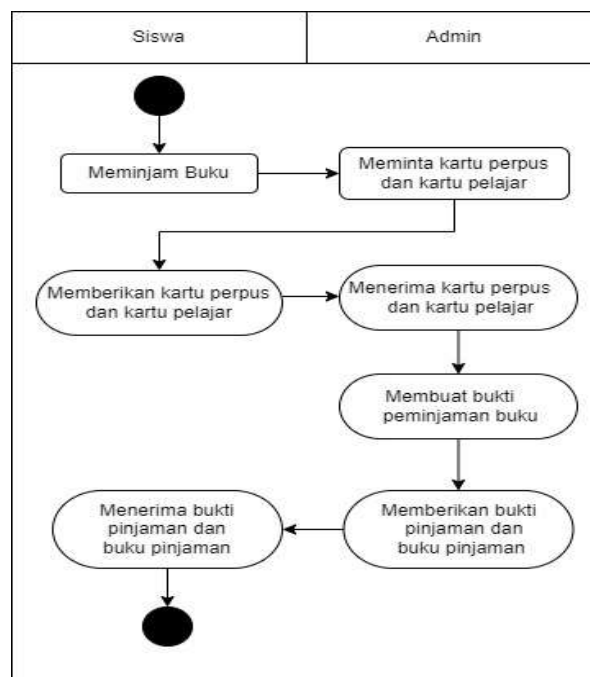 Siswa
Admin
Meminjam Buku
Meminta kartu perpus
dan kartu pelajar
Memberikan kartu perpus
dan kartu pelajar
Menerima kartu perpus
dan kartu pelajar
Membuat bukti
peminjaman buku
Memberikan bukti
pinjaman dan
buku pinjaman
Menerima bukti
pinjaman dan
buku pinjaman